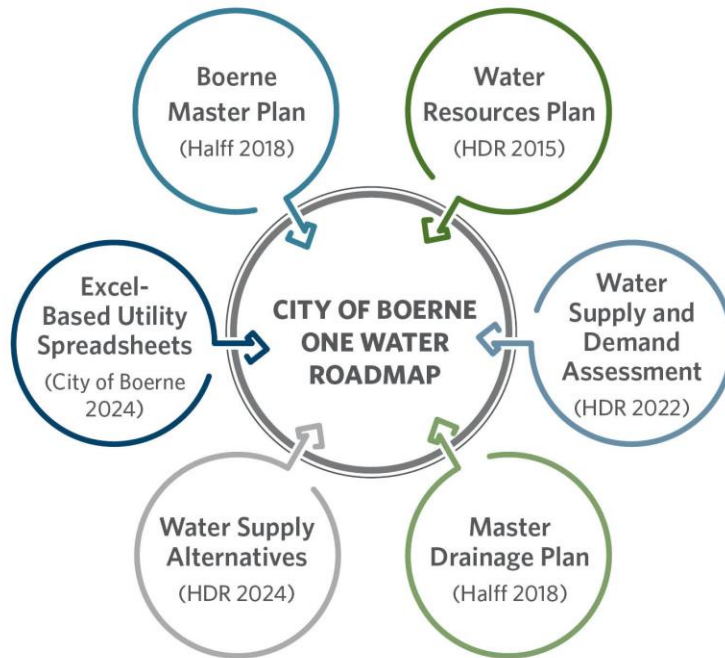 Boerne
Master Plan
(Halff 2018)
Water
Resources Plan
(HDR 2015)
Excel-
Based Utility
Spreadsheets
(City of Boerne
2024)
CITY OF BOERNE
ONE WATER
ROADMAP
Water
Supply and
Demand
Assessment
(HDR 2022)
Water Supply
Alternatives
(HDR 2024)
Master
Drainage Plan
(Halff 2018)